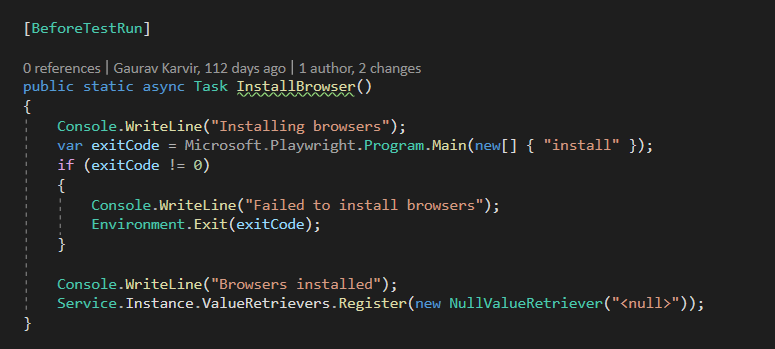 [BeforeTestRun]
0 references | Gaurav Karvir, 112 days ago | 1 author, 2 changes
public static async Task InstallBrowser()
{
Console.WriteLine("Installing browsers");
var exitCode = Microsoft.Playwright.Program.Main(new[] { "install" });
if (exitCode != 0)
{
Console.WriteLine("Failed to install browsers");
Environment.Exit(exitCode);
}
Console.WriteLine("Browsers installed");
Service.Instance.ValueRetrievers.Register(new NullValueRetriever("<null>"));
}